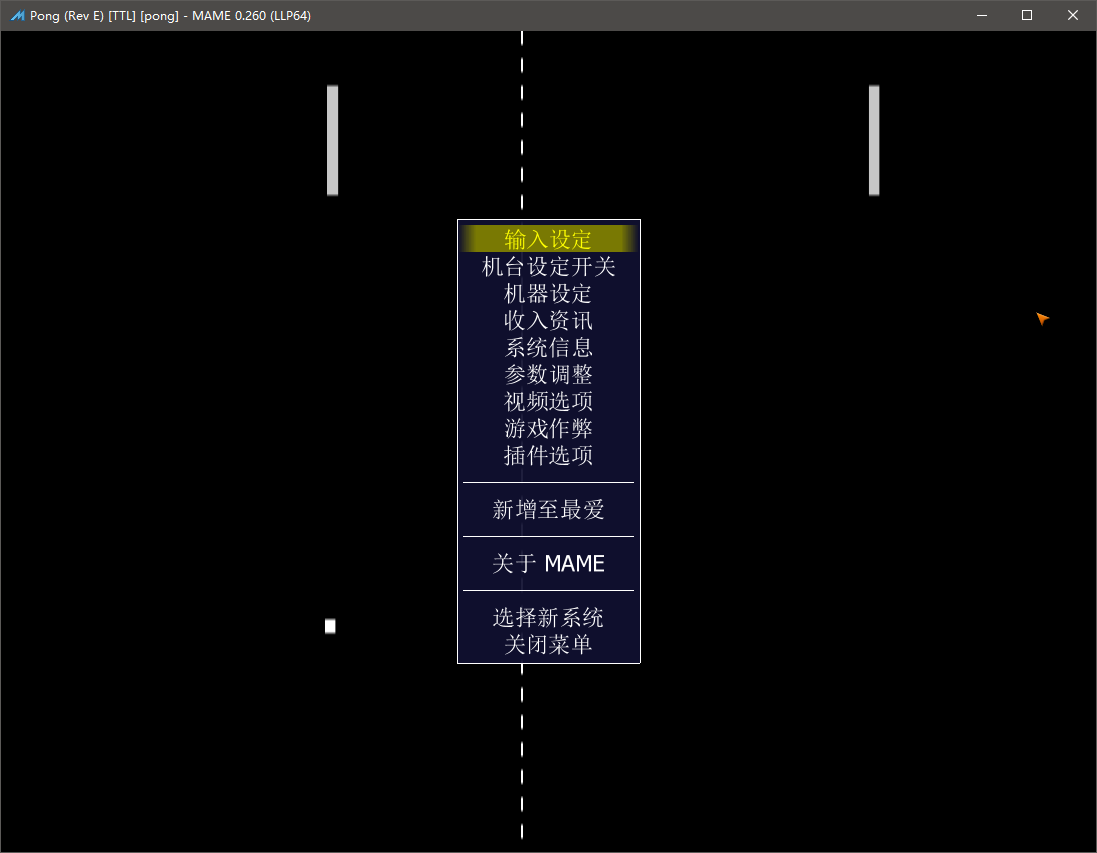 Pong (Rev E) [TTL] [pong] - MAME 0.260 (LLP64)
输入设定
机台设定开关
机器设定
收入资讯
系统信息
参数调整
视频选项
游戏作弊
插件选项
新增至最爱
关于 MAME
选择新系统
关闭菜单